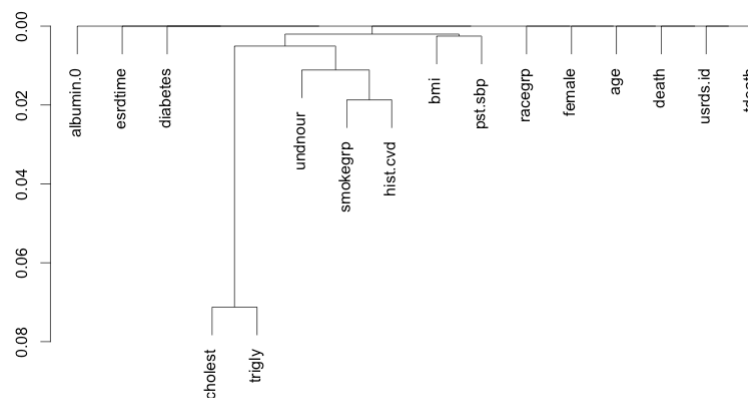 0.00
0.02
0.04
0.06
0.08
albumin.0
esrdtime
diabetes
cholest
trigly
undnour
smokegrp
hist.cvd
bmi
pst.sbp
racegrp
female
age
death
usrds.id